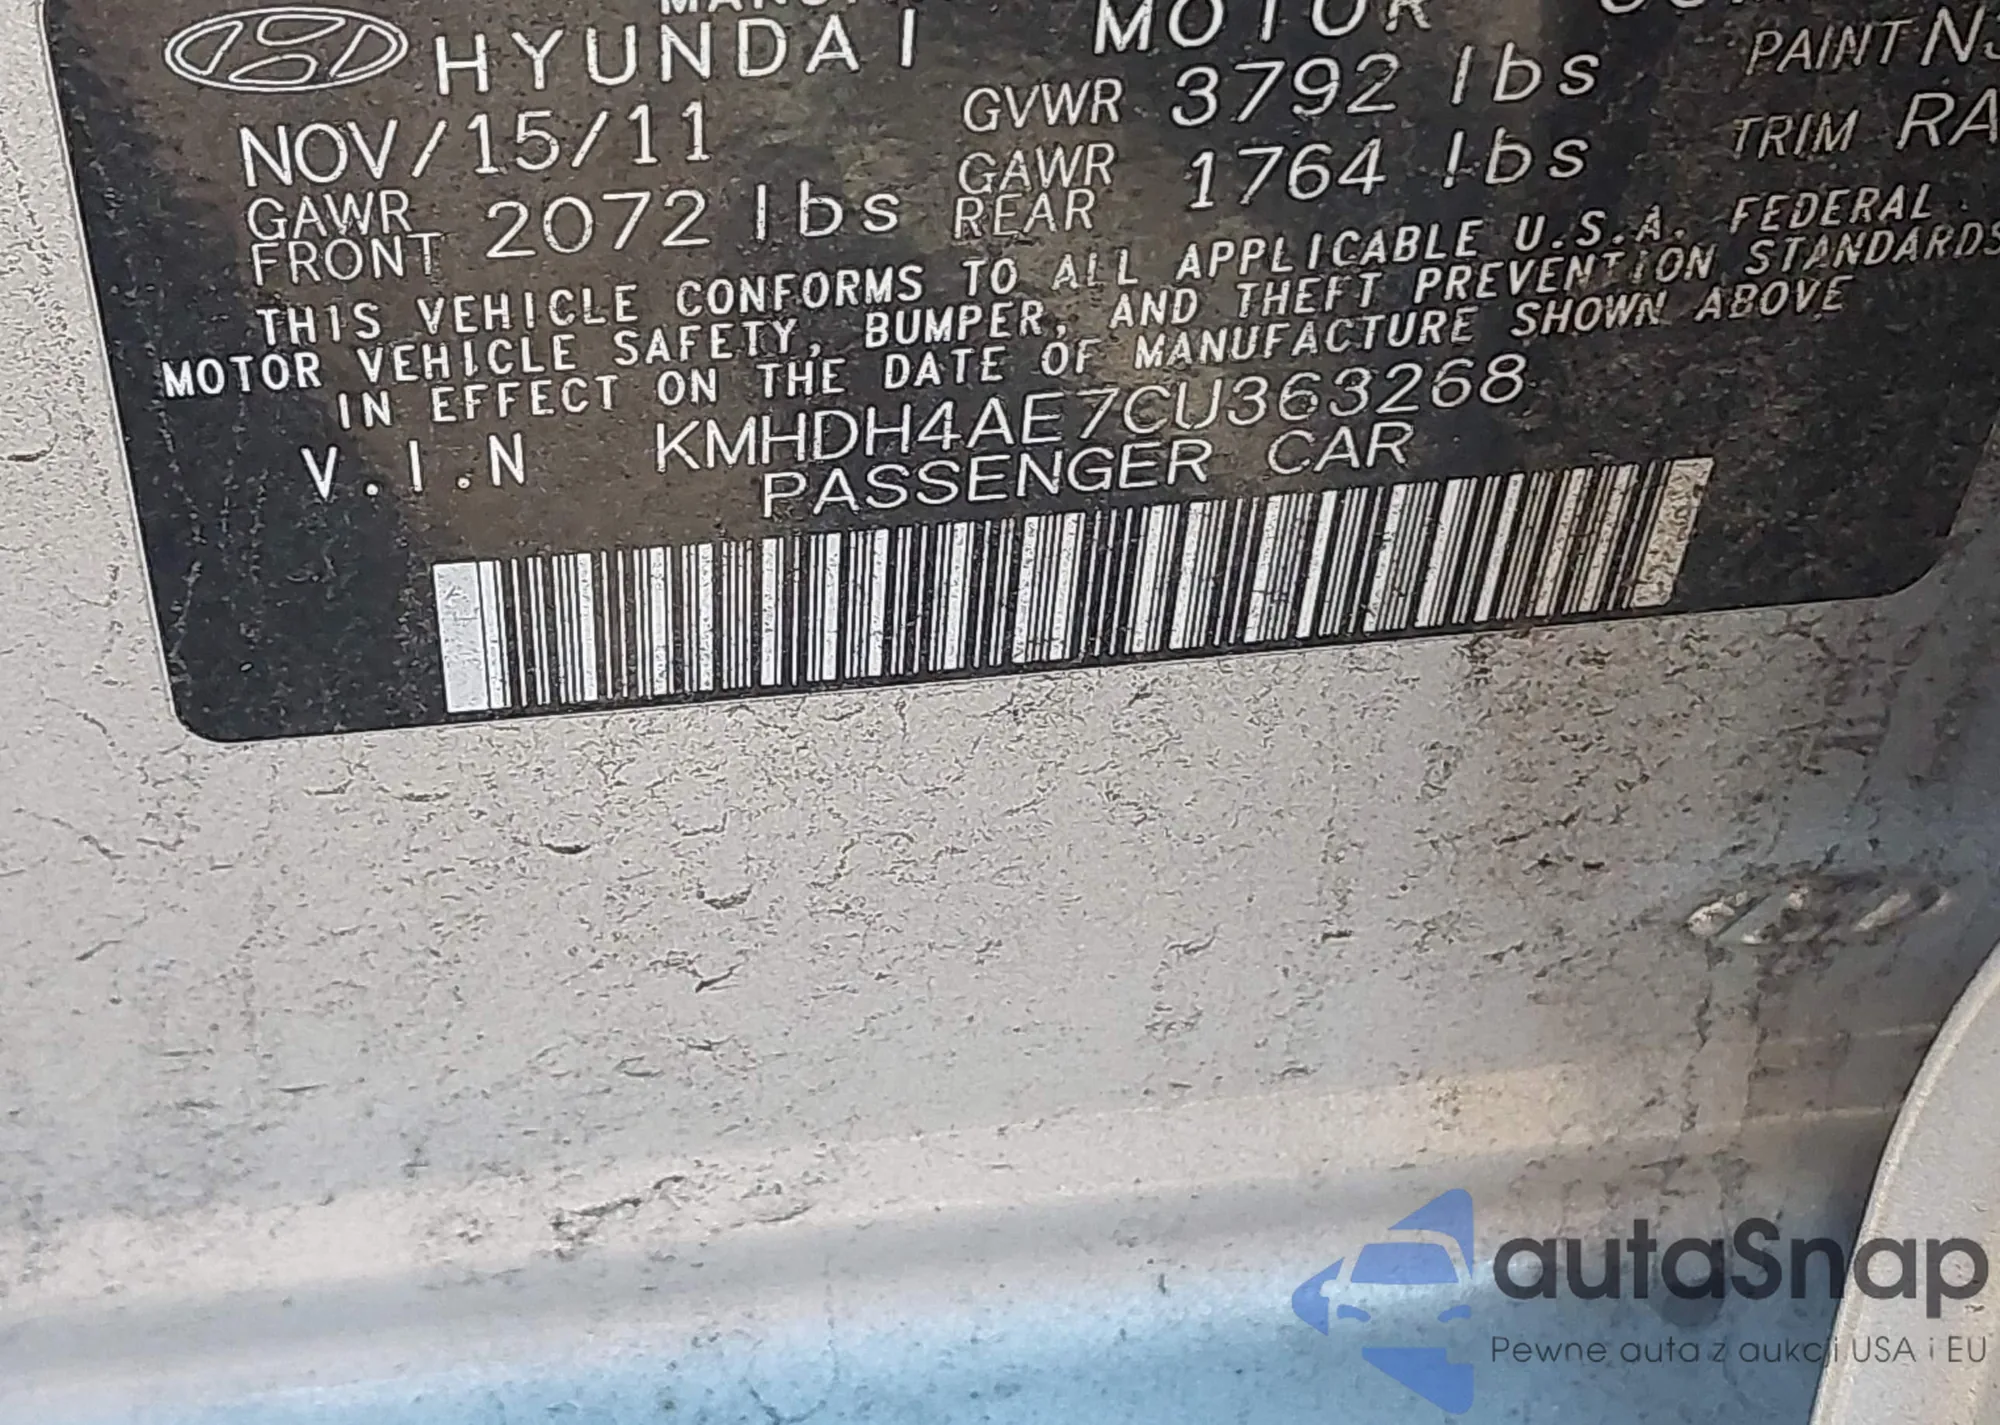 HYUNDAI MOTOR
NOV/15/11 GVWR 3792 lbs PAINT
GAWR FRONT 2072 lbs GAWR REAR 1764 lbs TRIM RA
THIS VEHICLE CONFORMS TO ALL APPLICABLE U.S.A. FEDERAL
MOTOR VEHICLE SAFETY, BUMPER, AND THEFT PREVENTION STANDARDS
IN EFFECT ON THE DATE OF MANUFACTURE SHOWN ABOVE
V.I.N KMHDH4AE7CU363268
PASSENGER CAR
autaSnap
Pewne auta z aukcji USA i EU